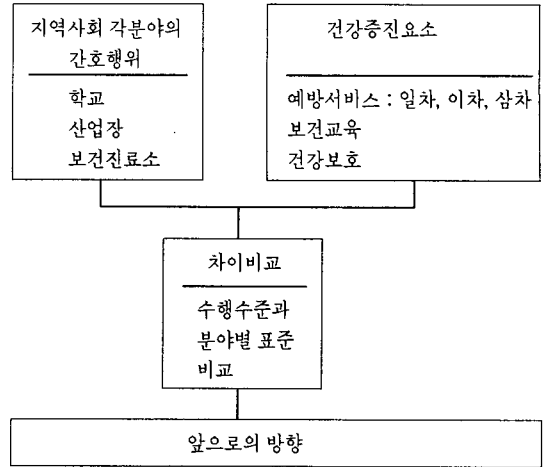 지역사회 각분야의
간호행위
학교
산업장
보건진료소
건강증진요소
예방서비스 : 일차, 이차, 삼차
보건교육
건강보호
차이비교
수행수준과
분야별 표준
비교
앞으로의 방향